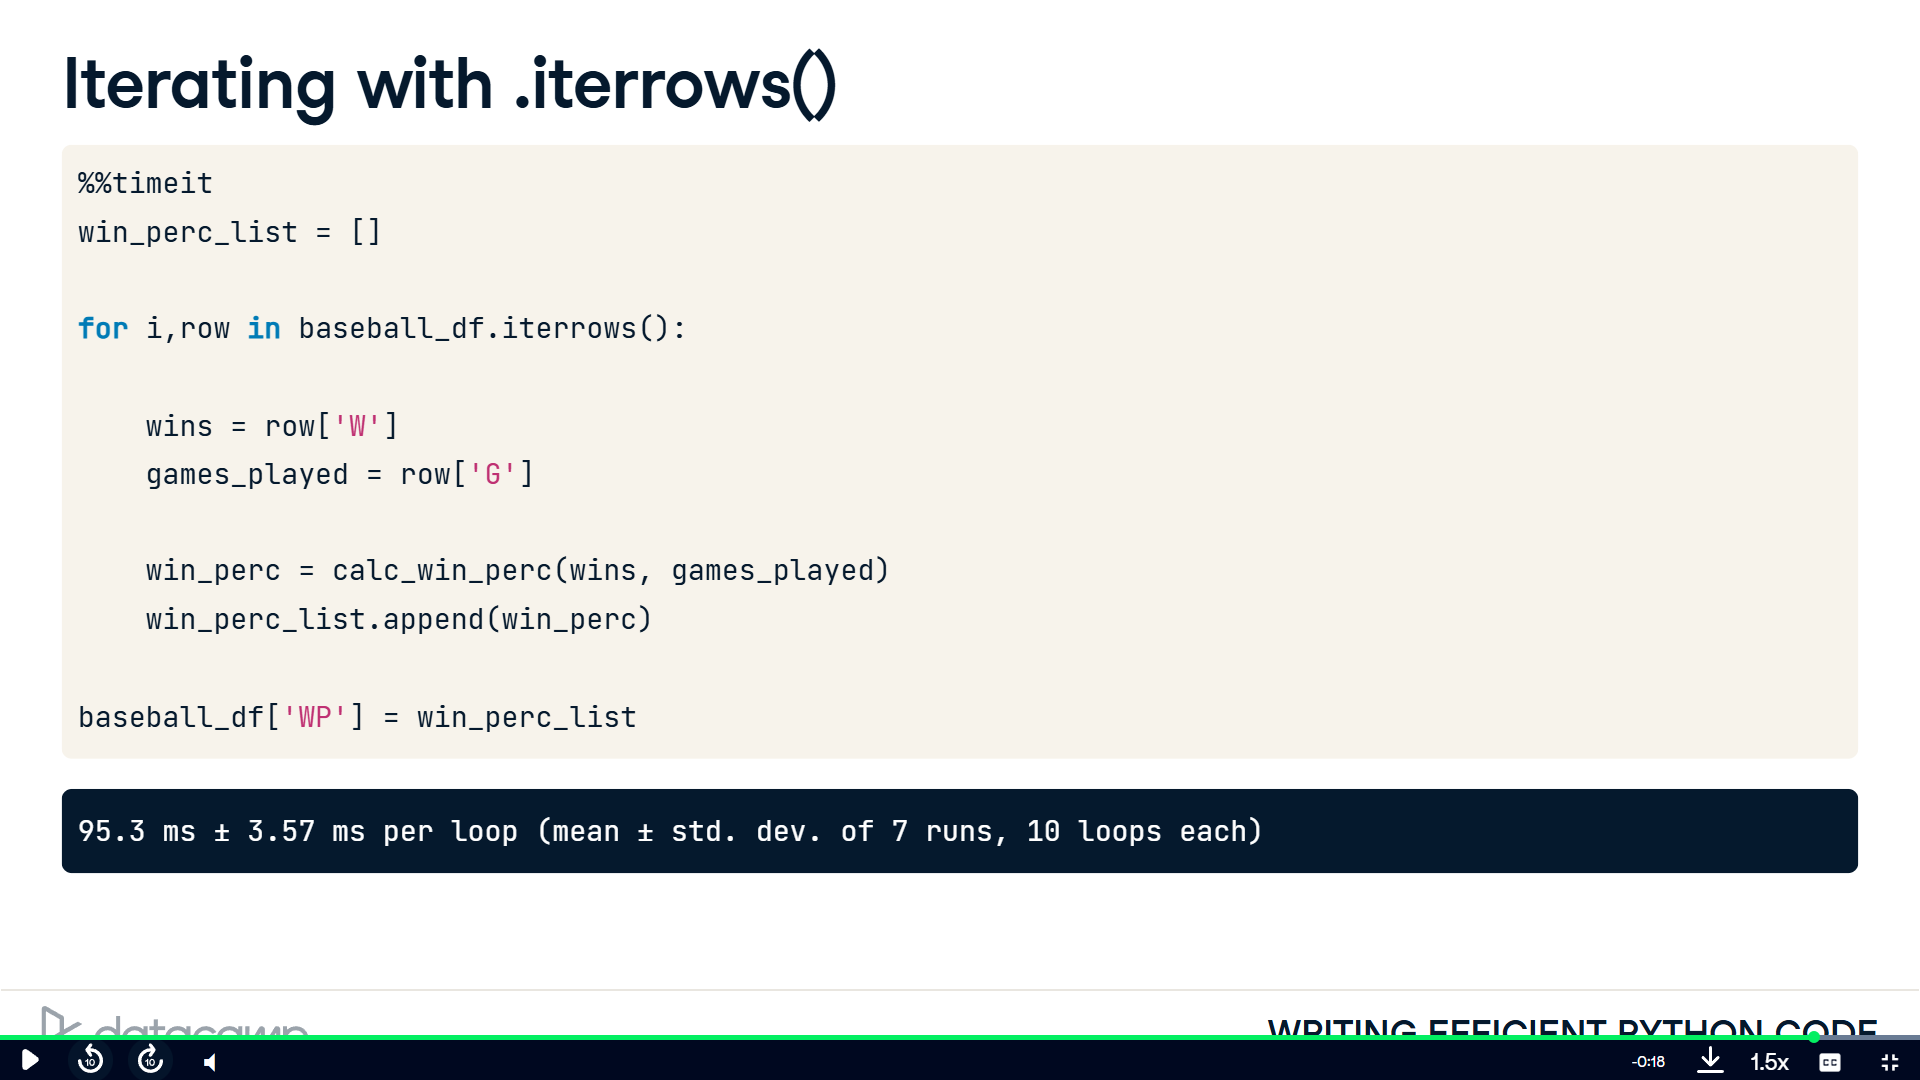 Iterating with .iterrows()
%%timeit
win_perc_list = []
for i,row in baseball_df.iterrows():
    wins = row['W']
    games_played = row['G']
    win_perc = calc_win_perc(wins, games_played)
    win_perc_list.append(win_perc)
baseball_df['WP'] = win_perc_list
95.3 ms ± 3.57 ms per loop (mean ± std. dev. of 7 runs, 10 loops each)
datacamp
WRITING EFFICIENT PYTHON CODE
10
10
-0:18
1.5x
CC